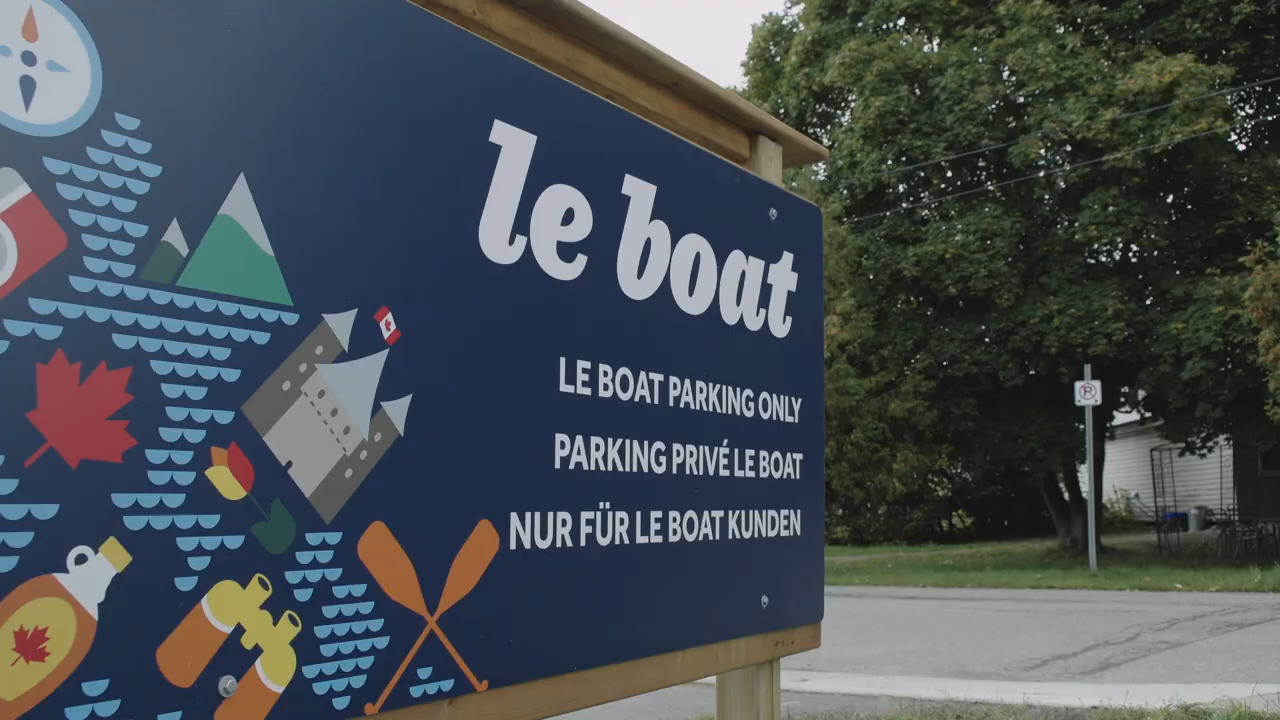 le boat
LE BOAT PARKING ONLY
PARKING PRIVÉ LE BOAT
NUR FÜR LE BOAT KUNDEN
P